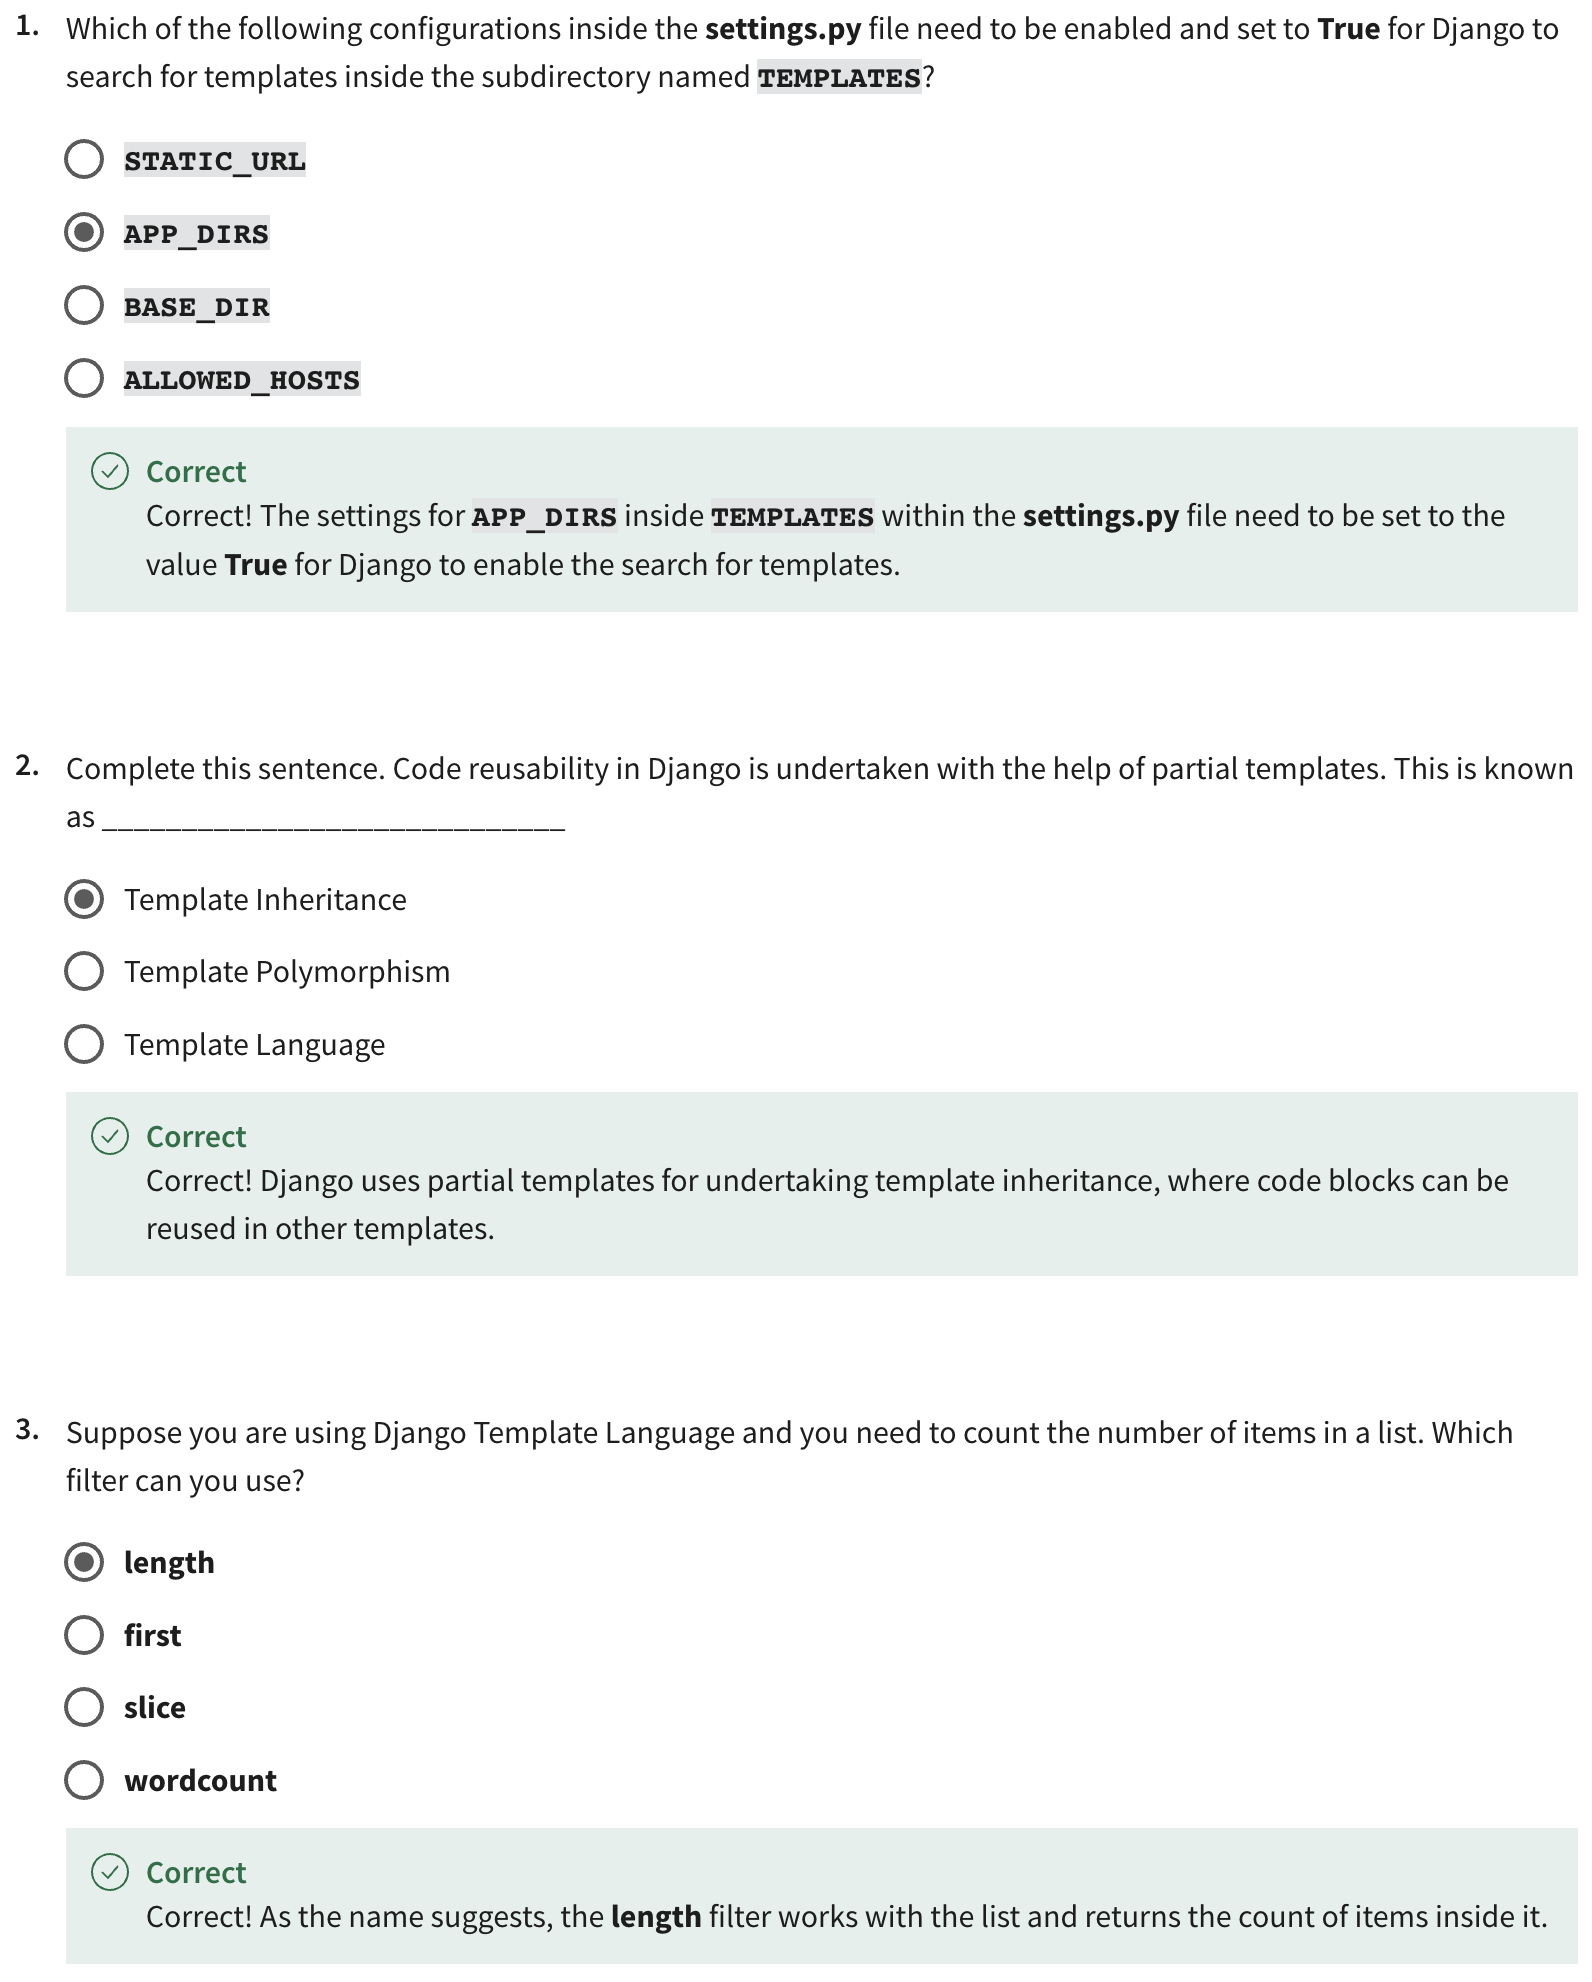 1. Which of the following configurations inside the settings.py file need to be enabled and set to True for Django to
search for templates inside the subdirectory named TEMPLATES?
STATIC_URL
APP_DIRS
BASE_DIR
ALLOWED_HOSTS
Correct
Correct! The settings for APP_DIRS inside TEMPLATES within the settings.py file need to be set to the
value True for Django to enable the search for templates.
2. Complete this sentence. Code reusability in Django is undertaken with the help of partial templates. This is known
as _____________________________
Template Inheritance
Template Polymorphism
Template Language
Correct
Correct! Django uses partial templates for undertaking template inheritance, where code blocks can be
reused in other templates.
3. Suppose you are using Django Template Language and you need to count the number of items in a list. Which
filter can you use?
length
first
slice
wordcount
Correct
Correct! As the name suggests, the length filter works with the list and returns the count of items inside it.